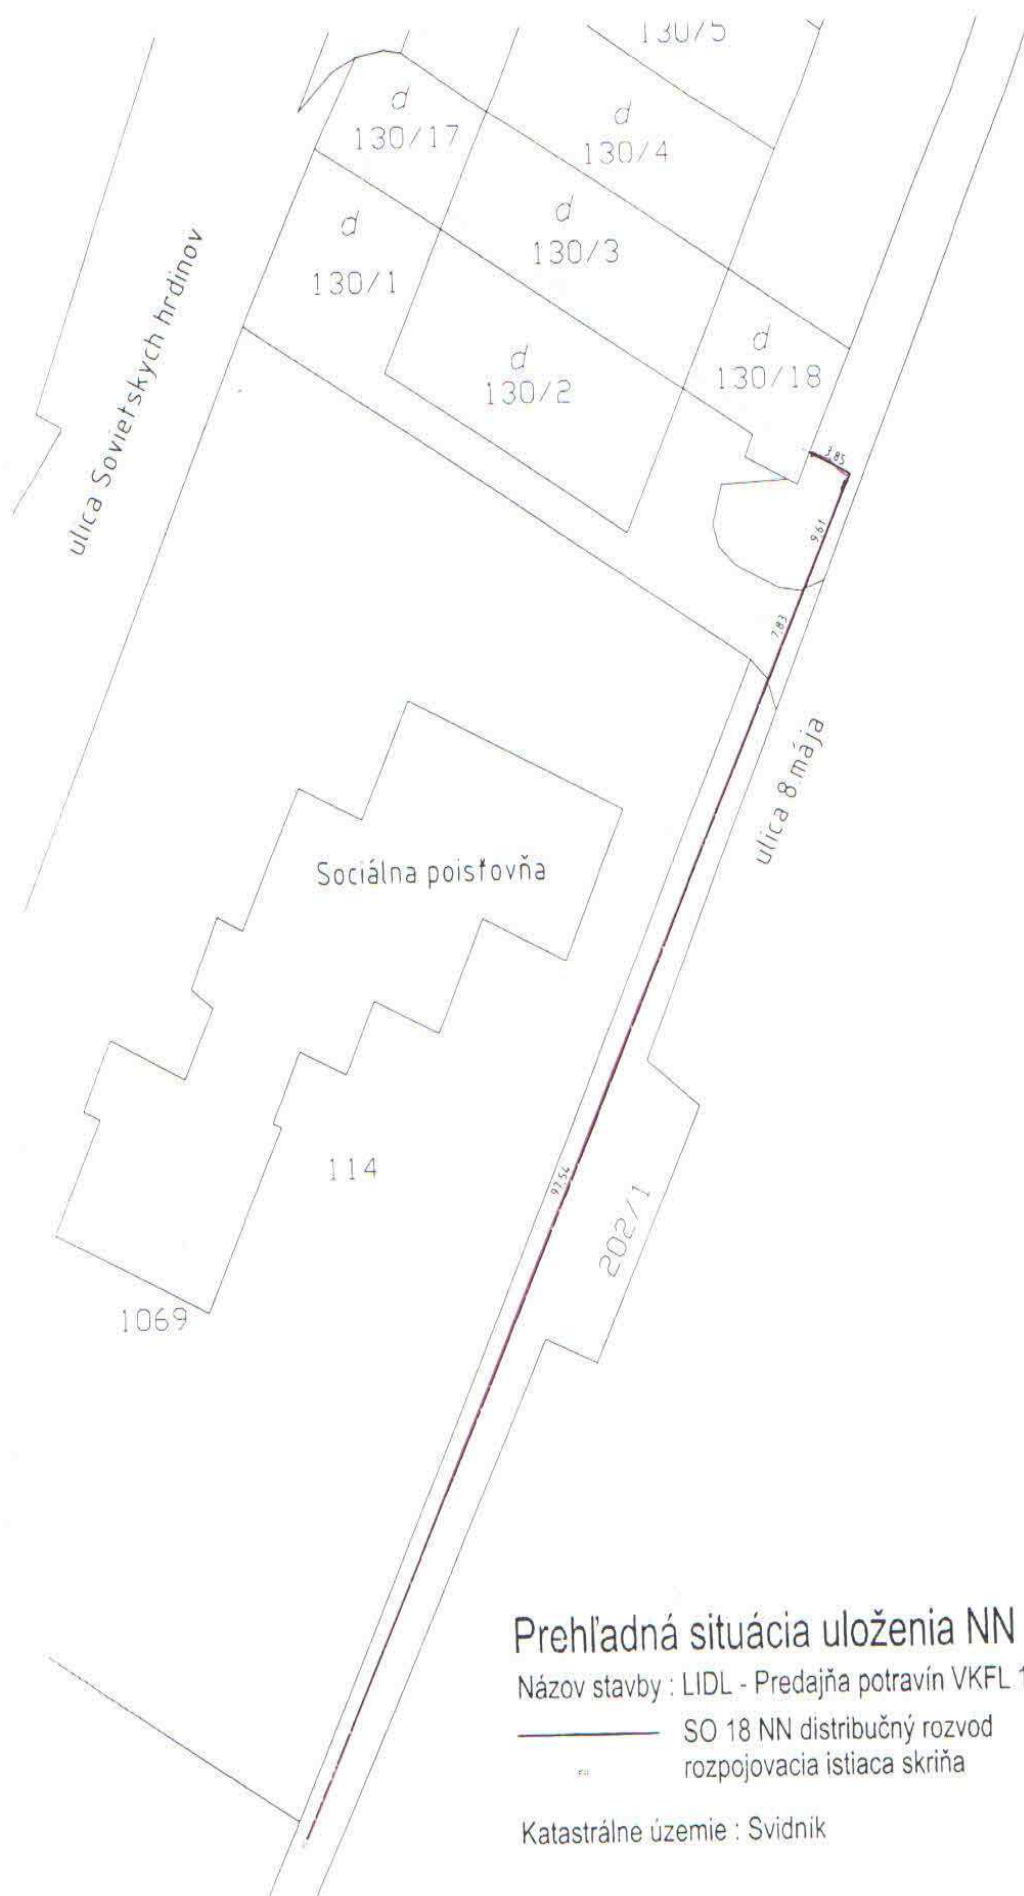 130/5
d
130/17
d
130/4
d
130/3
d
130/1
ulica Sovietskych hrdinov
d
130/2
d
130/18
3.85
9.61
7.83
ulica 8.mája
Sociálna poisťovňa
97.54
114
202/1
1069
Prehľadná situácia uloženia NN
Názov stavby : LIDL - Predajňa potravín VKFL 1
SO 18 NN distribučný rozvod
rozpojovacia istiaca skriňa
Katastrálne územie : Svidník